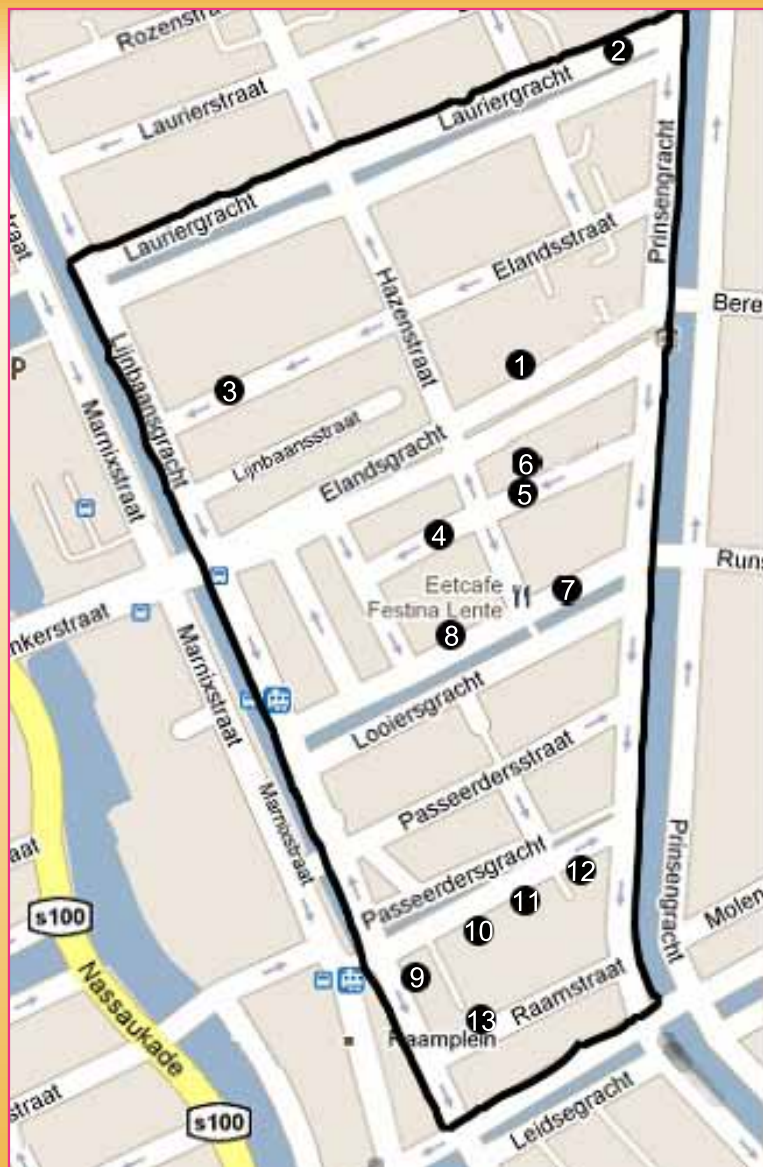 Rozenstra
2
Lauriergracht
Laurierstraat
Prinsengracht
traat
Lauriergracht
Elandsstraat
Hazenstraat
Bere
Lijnbaansgracht
P
1
3
Marnixstraat
Lijnbaansstraat
Elandsgracht
6
5
4
Runs
Eetcafe
Festina Lente
7
nkerstraat
8
Marnixstraat
Looiersgracht
Passeerdersstraat
Marnixstraat
Prinsengracht
aat
Passeerdersgracht
12
11
s100
Molen
10
9
Nassaukade
Raamstraat
13
Raamplein
straat
s100
Leidsegracht